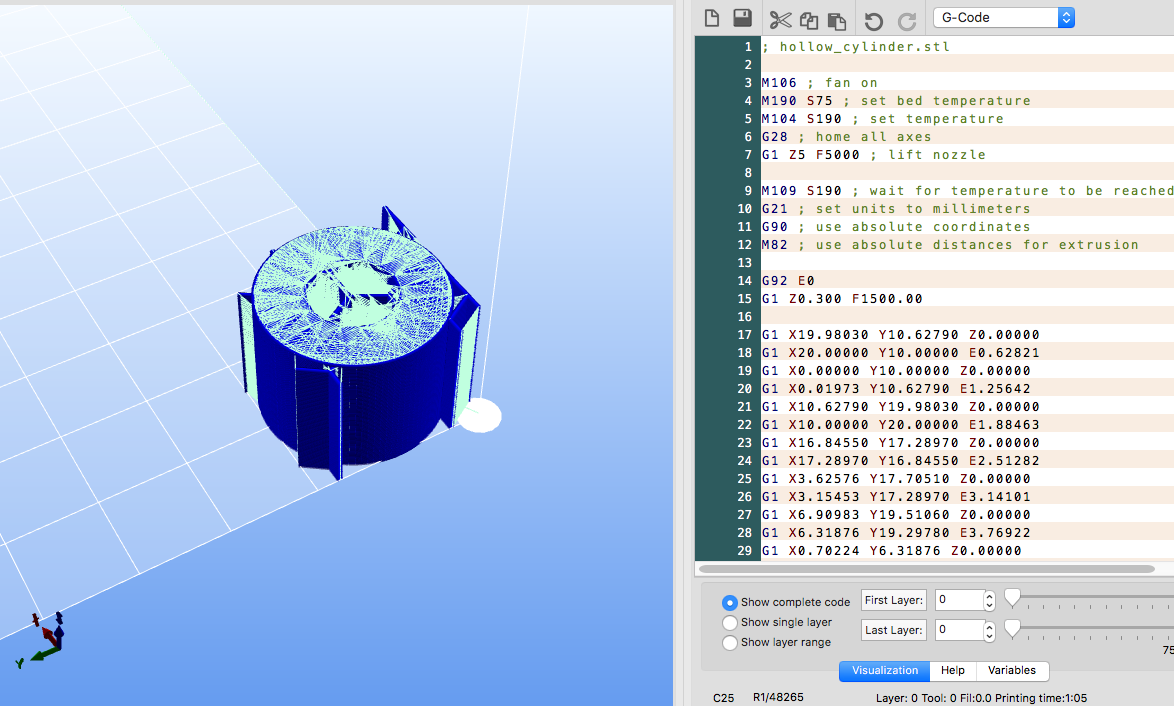 G-Code
1 ; hollow_cylinder.stl
2
3 M106 ; fan on
4 M190 S75 ; set bed temperature
5 M104 S190 ; set temperature
6 G28 ; home all axes
7 G1 Z5 F5000 ; lift nozzle
8
9 M109 S190 ; wait for temperature to be reached
10 G21 ; set units to millimeters
11 G90 ; use absolute coordinates
12 M82 ; use absolute distances for extrusion
13
14 G92 E0
15 G1 Z0.300 F1500.00
16
17 G1 X19.98030 Y10.62790 Z0.00000
18 G1 X20.00000 Y10.00000 E0.62821
19 G1 X0.00000 Y10.00000 Z0.00000
20 G1 X0.01973 Y10.62790 E1.25642
21 G1 X10.62790 Y19.98030 Z0.00000
22 G1 X10.00000 Y20.00000 E1.88463
23 G1 X16.84550 Y17.28970 Z0.00000
24 G1 X17.28970 Y16.84550 E2.51282
25 G1 X3.62576 Y17.70510 Z0.00000
26 G1 X3.15453 Y17.28970 E3.14101
27 G1 X6.90983 Y19.51060 Z0.00000
28 G1 X6.31876 Y19.29780 E3.76922
29 G1 X0.70224 Y6.31876 Z0.00000
Show complete code First Layer: 0
Show single layer
Last Layer: 0
Show layer range
75
Visualization Help Variables
C25 R1/48265 Layer: 0 Tool: 0 Fil:0.0 Printing time:1:05
Y